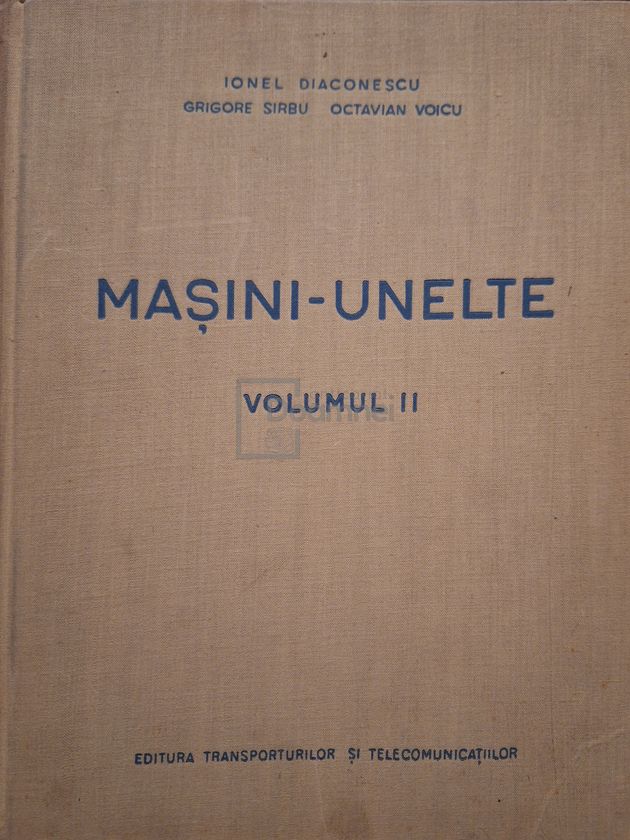 IONEL DIACONESCU
GRIGORE SIRBU OCTAVIAN VOICU
MAȘINI-UNELTE
VOLUMUL II
EDITURA TRANSPORTURILOR ȘI TELECOMUNICAȚIILOR